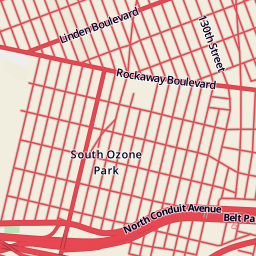 Linden Boulevard
130th Street
Rockaway Boulevard
South Ozone
Park
North Conduit Avenue
Belt Pa